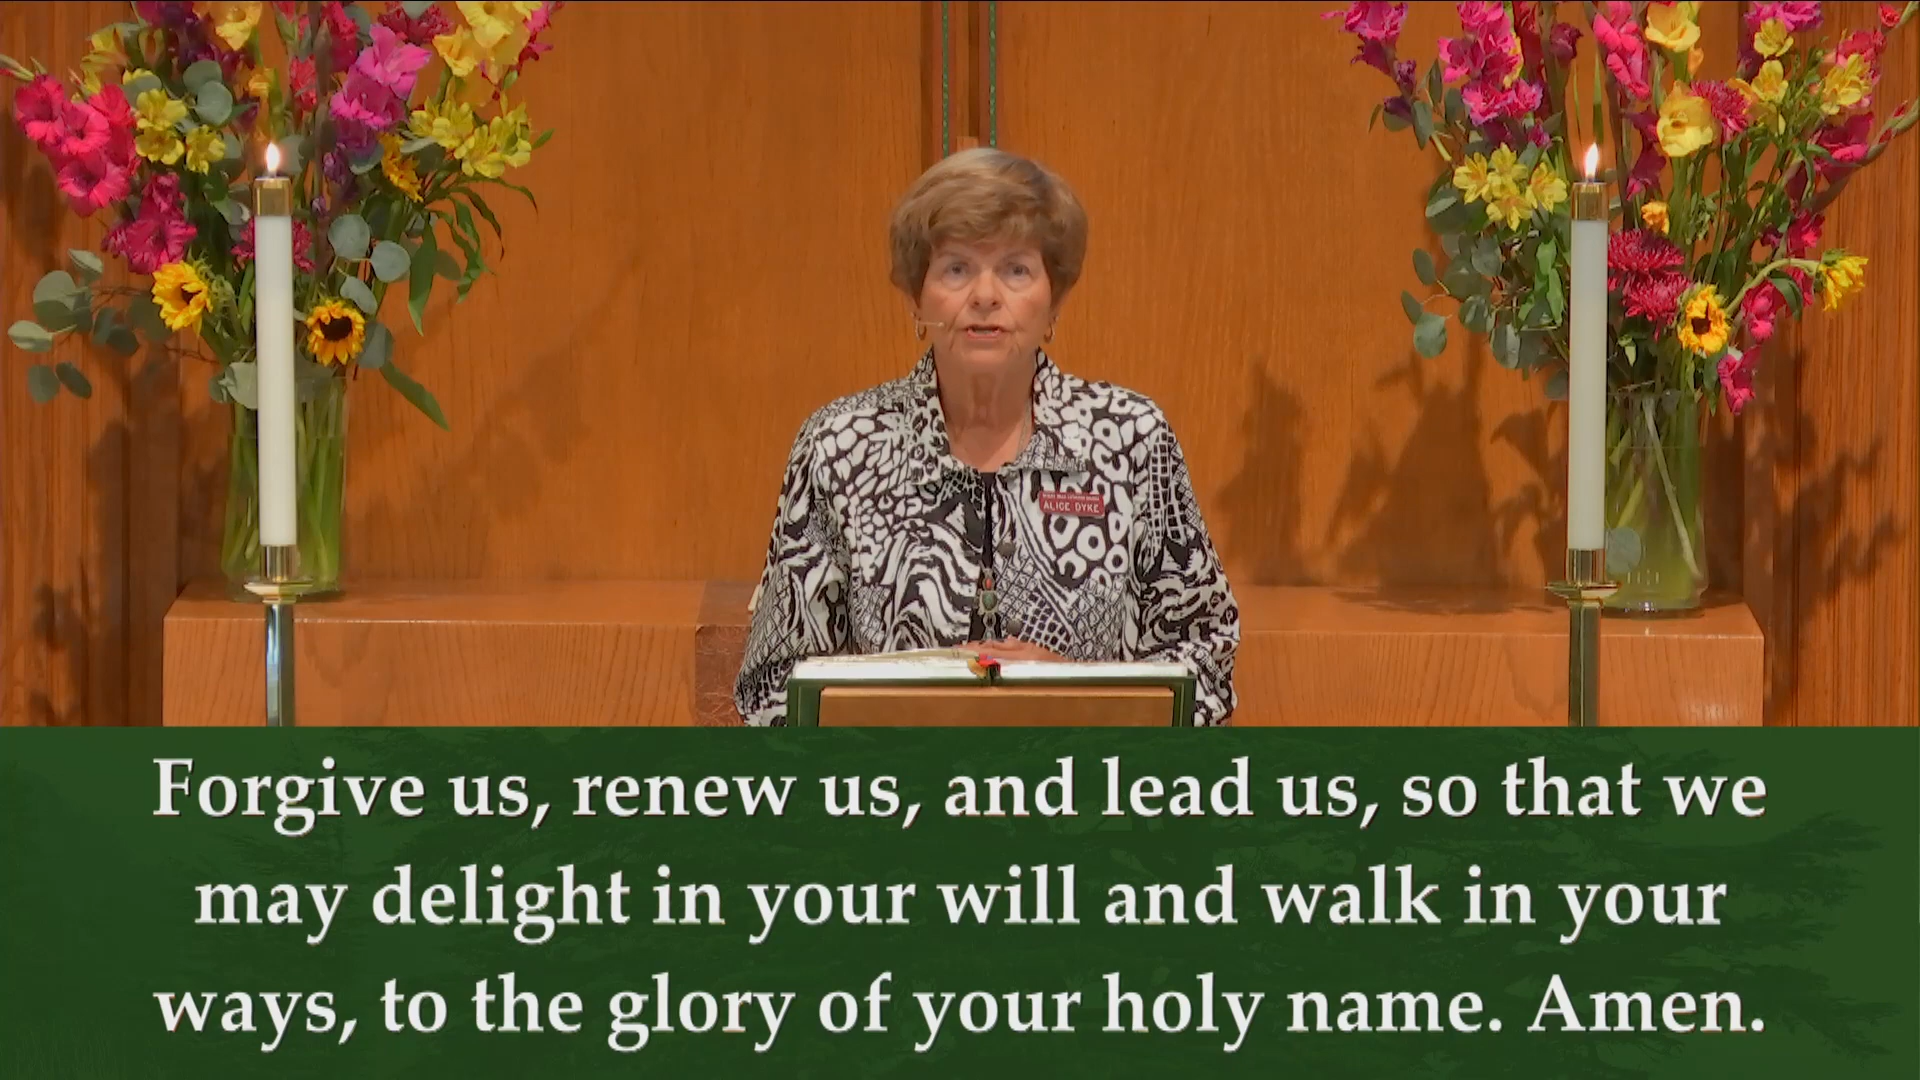 ALICE DYKE
Forgive us, renew us, and lead us, so that we
may delight in your will and walk in your
ways, to the glory of your holy name. Amen.